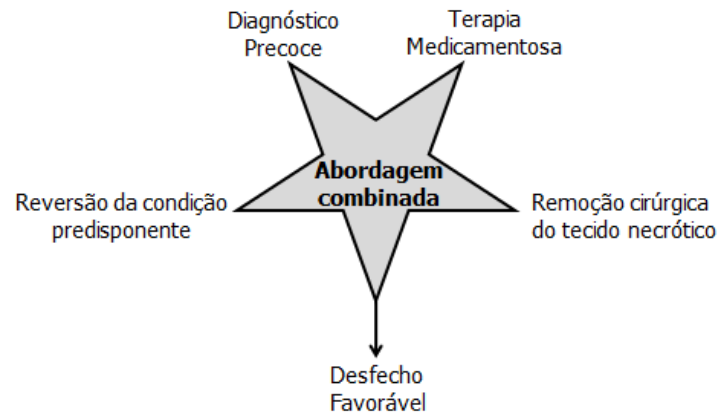 Diagnóstico
Precoce
Terapia
Medicamentosa
Abordagem
combinada
Reversão da condição
predisponente
Remoção cirúrgica
do tecido necrótico
Desfecho
Favorável